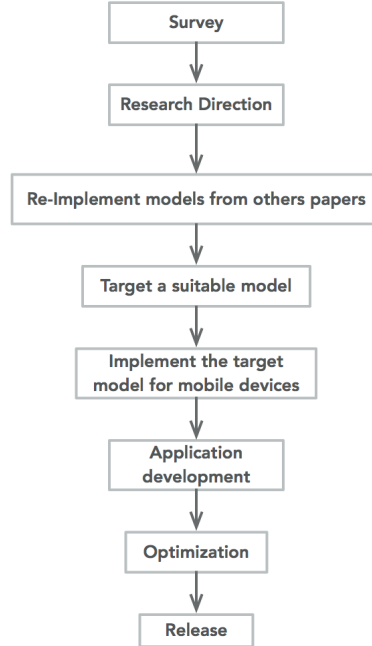 Survey
Research Direction
Re-Implement models from others papers
Target a suitable model
Implement the target
model for mobile devices
Application
development
Optimization
Release